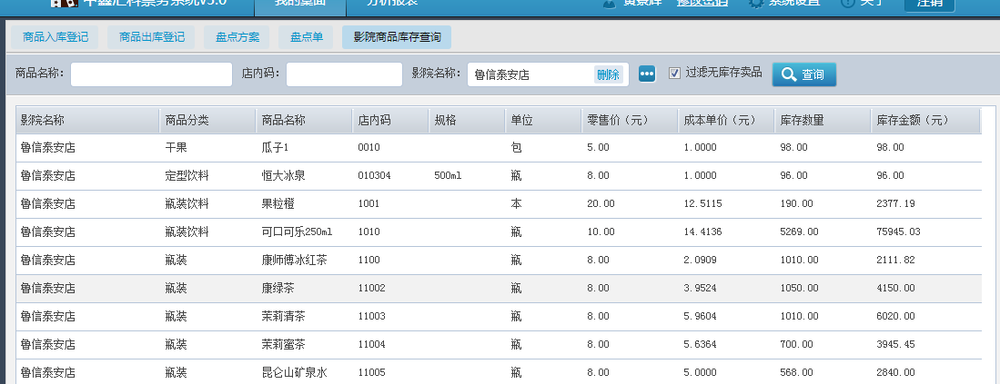 中鑫汇科票务系统V3.0 我的桌面 分析报表 修改密码 系统设置 关于 注销
商品入库登记 商品出库登记 盘点方案 盘点单 影院商品库存查询
商品名称: 店内码: 影院名称: 鲁信泰安店 删除 过滤无库存卖品 查询
影院名称 商品分类 商品名称 店内码 规格 单位 零售价（元） 成本单价（元） 库存数量 库存金额（元）
鲁信泰安店 干果 瓜子1 0010 包 5.00 1.0000 98.00 98.00
鲁信泰安店 定型饮料 恒大冰泉 010304 500ml 瓶 8.00 1.0000 96.00 96.00
鲁信泰安店 瓶装饮料 果粒橙 1001 本 20.00 12.5115 190.00 2377.19
鲁信泰安店 瓶装饮料 可口可乐250ml 1010 瓶 10.00 14.4136 5269.00 75945.03
鲁信泰安店 瓶装 康师傅冰红茶 1100 瓶 8.00 2.0909 1010.00 2111.82
鲁信泰安店 瓶装 康绿茶 11002 瓶 8.00 3.9524 1050.00 4150.00
鲁信泰安店 瓶装 茉莉清茶 11003 瓶 8.00 5.9604 1010.00 6020.00
鲁信泰安店 瓶装 茉莉蜜茶 11004 瓶 8.00 5.6364 700.00 3945.45
鲁信泰安店 瓶装 昆仑山矿泉水 11005 瓶 8.00 5.0000 568.00 2840.00